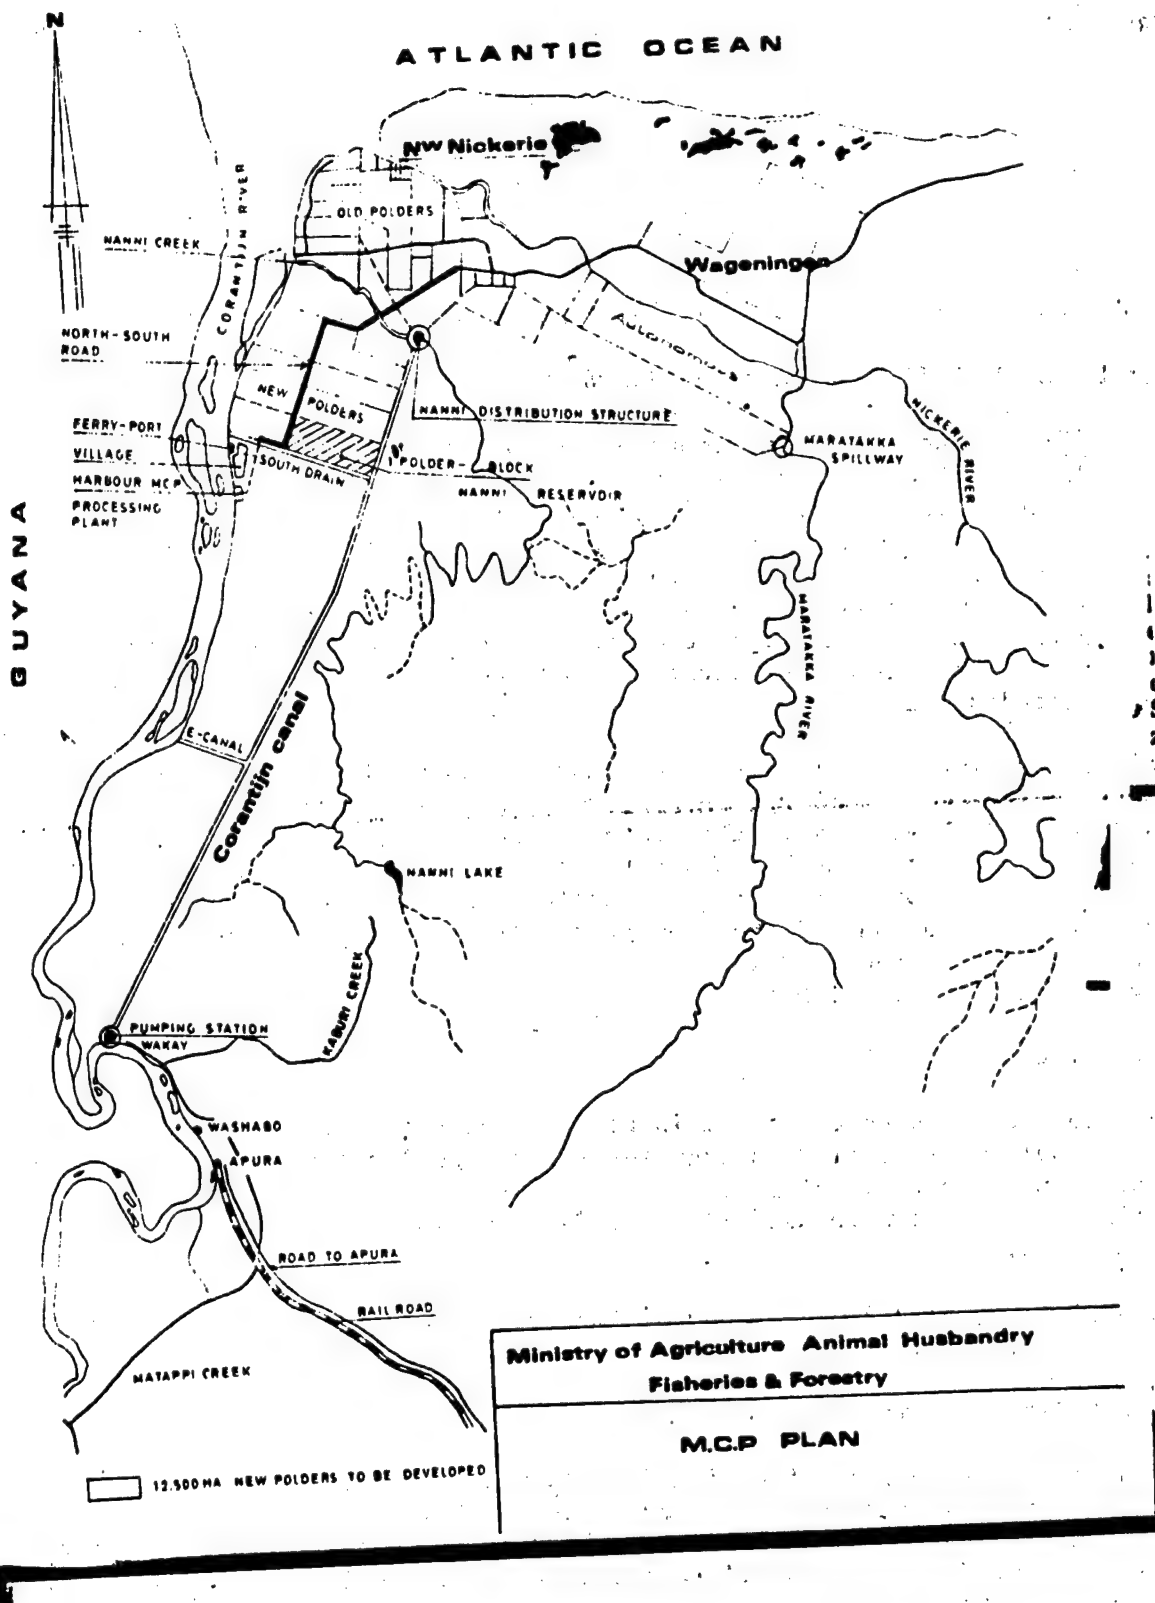 N
ATLANTIC OCEAN
NW Nickerie
CORANTIJN RIVER
OLD POLDERS
NANNI CREEK
Wageningen
NORTH-SOUTH
ROAD
Autonomous
NEW POLDERS
NANNI DISTRIBUTION STRUCTURE
NICKERIE RIVER
FERRY-PORT
VILLAGE
HARBOUR MCP
PROCESSING
PLANT
SOUTH DRAIN
POLDER-BLOCK
MARATAKKA
SPILLWAY
NANNI RESERVOIR
GUYANA
MARATAKKA RIVER
E-CANAL
Corantijn canal
NANNI LAKE
KABURI CREEK
PUMPING STATION
WAKAY
WASHABO
APURA
ROAD TO APURA
RAIL ROAD
MATAPPI CREEK
Ministry of Agriculture Animal Husbandry
Fisheries & Forestry
M.C.P PLAN
12.500 HA NEW POLDERS TO BE DEVELOPED